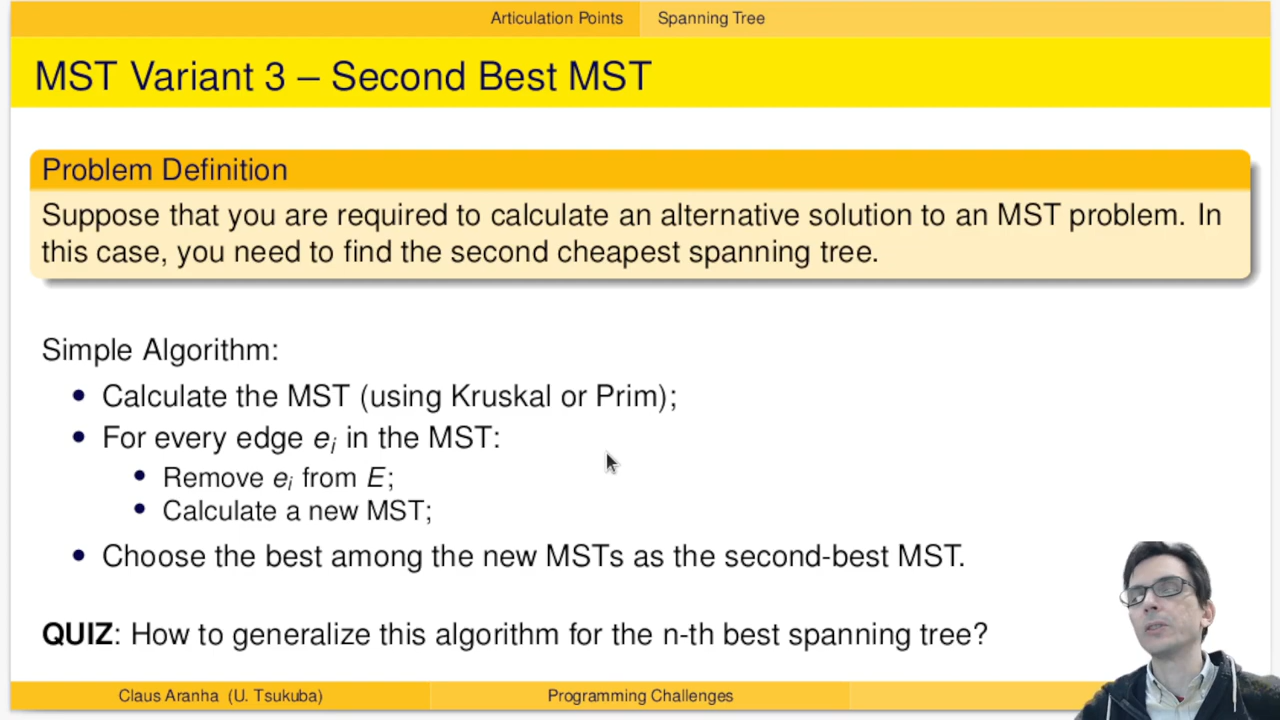 Articulation Points Spanning Tree
MST Variant 3 – Second Best MST
Problem Definition
Suppose that you are required to calculate an alternative solution to an MST problem. In
this case, you need to find the second cheapest spanning tree.
Simple Algorithm:
• Calculate the MST (using Kruskal or Prim);
• For every edge eᵢ in the MST:
• Remove eᵢ from E;
• Calculate a new MST;
• Choose the best among the new MSTs as the second-best MST.
QUIZ: How to generalize this algorithm for the n-th best spanning tree?
Claus Aranha (U. Tsukuba) Programming Challenges